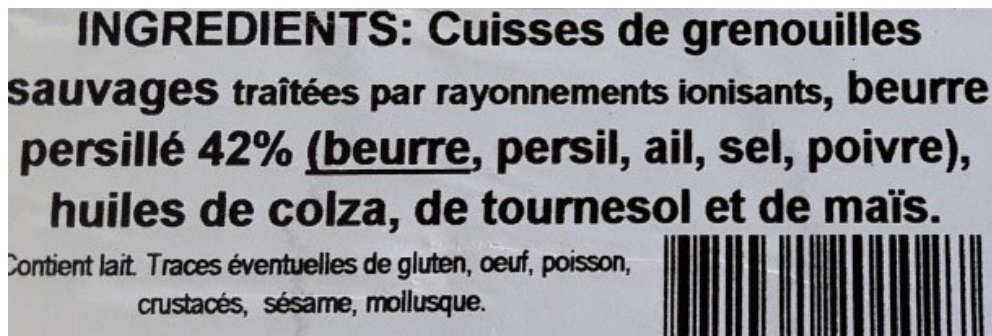 INGREDIENTS: Cuisses de grenouilles
sauvages traîtées par rayonnements ionisants, beurre
persillé 42% (beurre, persil, ail, sel, poivre),
huiles de colza, de tournesol et de maïs.
Contient lait. Traces éventuelles de gluten, oeuf, poisson,
crustacés, sésame, mollusque.